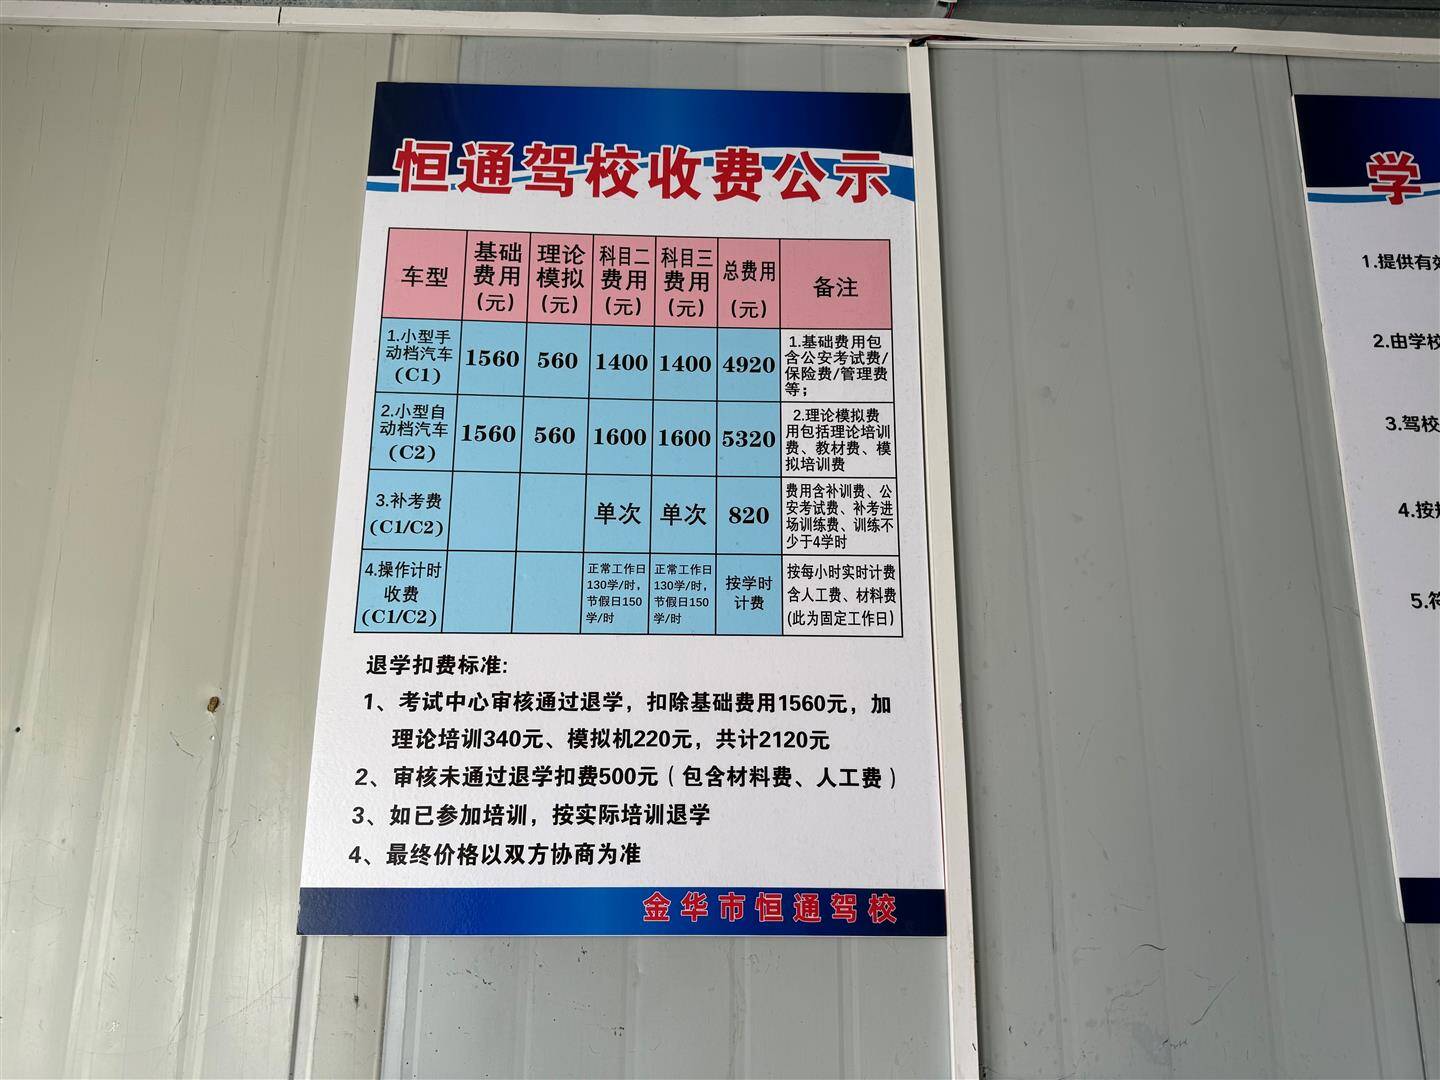 恒通驾校收费公示
车型
基础
费用
(元)
理论
模拟
(元)
科目二
费用
(元)
科目三
费用
(元)
总费用
(元)
备注
1.小型手
动档汽车
(C1)
1560
560
1400
1400
4920
1.基础费用包
含公安考试费/
保险费/管理费
等；
2.小型自
动档汽车
(C2)
1560
560
1600
1600
5320
2.理论模拟费
用包括理论培训
费、教材费、模
拟培训费
3.补考费
(C1/C2)
单次
单次
820
费用含补训费、公
安考试费、补考进
场训练费、训练不
少于4学时
4.操作计时
收费
(C1/C2)
正常工作日
130学/时，
节假日150
学/时
正常工作日
130学/时，
节假日150
学/时
按学时
计费
按每小时实时计费
含人工费、材料费
(此为固定工作日)
退学扣费标准:
1、考试中心审核通过退学，扣除基础费用1560元，加
理论培训340元、模拟机220元，共计2120元
2、审核未通过退学扣费500元（包含材料费、人工费）
3、如已参加培训，按实际培训退学
4、最终价格以双方协商为准
金华市恒通驾校
学
1.提供有效
2.由学校
3.驾校
4.按
5.符